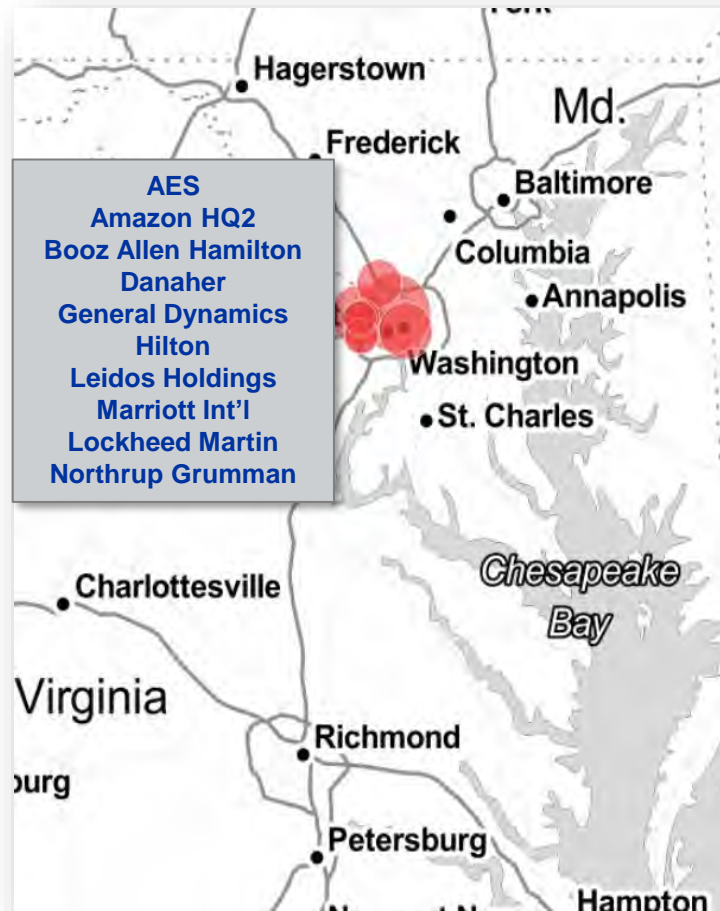 Hagerstown
Md.
Frederick
Baltimore
AES
Amazon HQ2
Booz Allen Hamilton
Danaher
General Dynamics
Hilton
Leidos Holdings
Marriott Int'l
Lockheed Martin
Northrup Grumman
Columbia
Annapolis
Washington
St. Charles
Chesapeake
Bay
Charlottesville
Virginia
Richmond
burg
Petersburg
Hampton